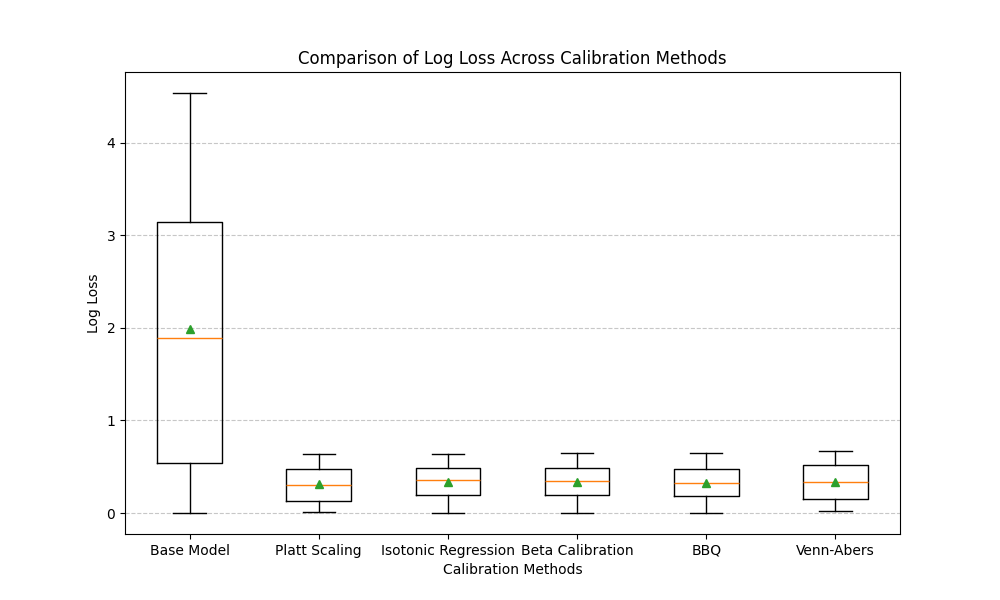 Comparison of Log Loss Across Calibration Methods
Log Loss
4
3
2
1
0
Base Model Platt Scaling Isotonic Regression Beta Calibration BBQ Venn-Abers
Calibration Methods